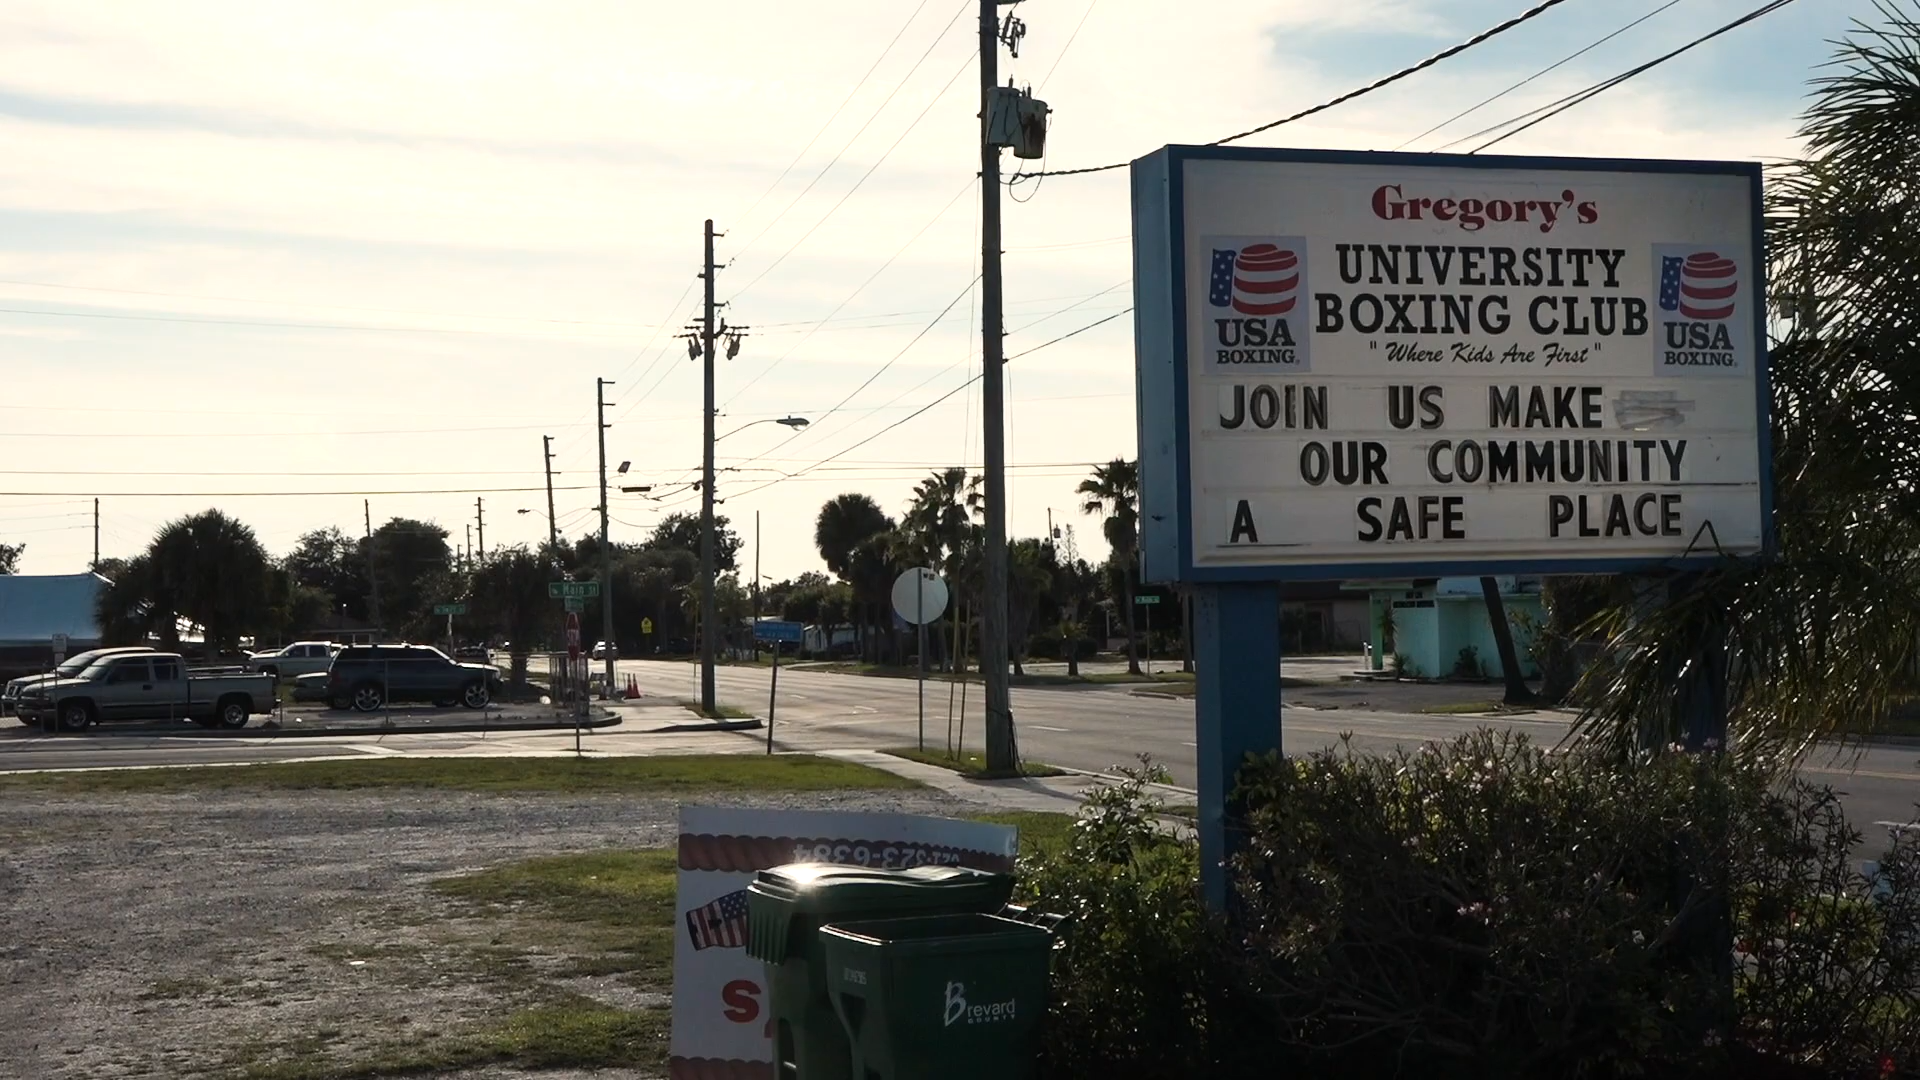 Gregory's
UNIVERSITY
BOXING CLUB
"Where Kids Are First"
USA
BOXING
USA
BOXING
JOIN US MAKE
OUR COMMUNITY
A SAFE PLACE
Main St
Brevard
COUNTY